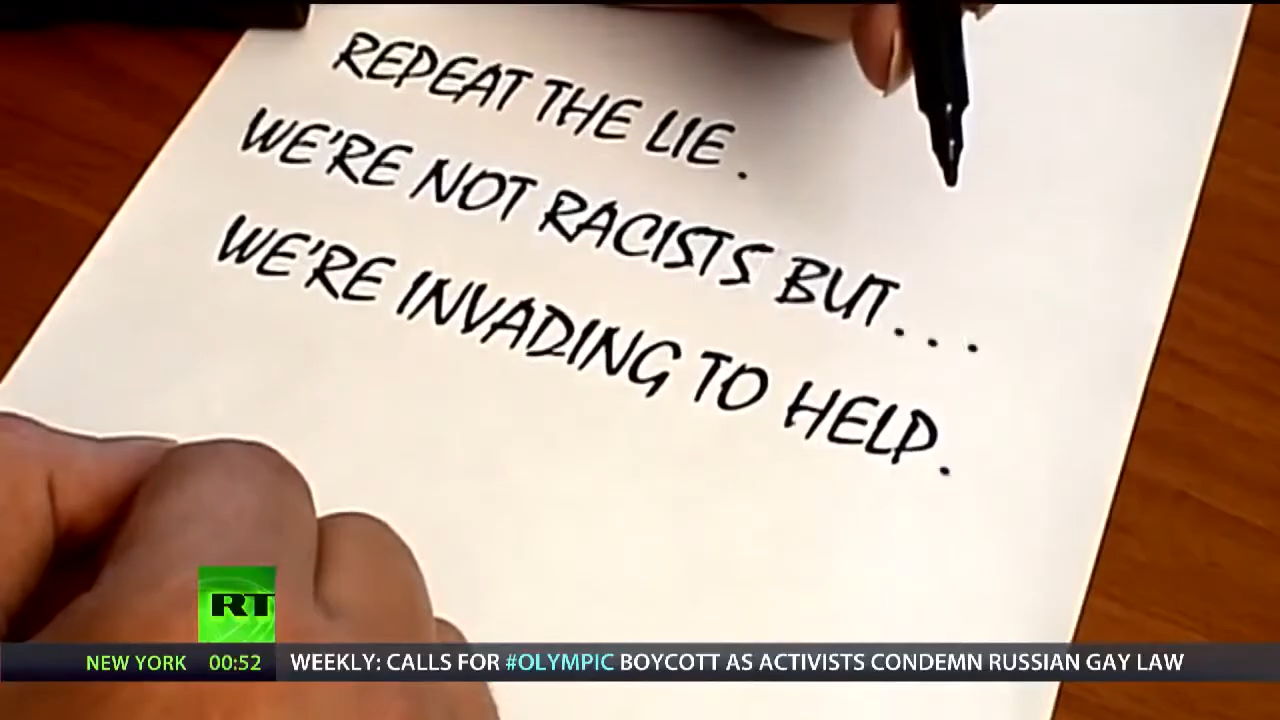 REPEAT THE LIE.
WE'RE NOT RACISTS BUT...
WE'RE INVADING TO HELP.
RT
NEW YORK 00:52 WEEKLY: CALLS FOR #OLYMPIC BOYCOTT AS ACTIVISTS CONDEMN RUSSIAN GAY LAW